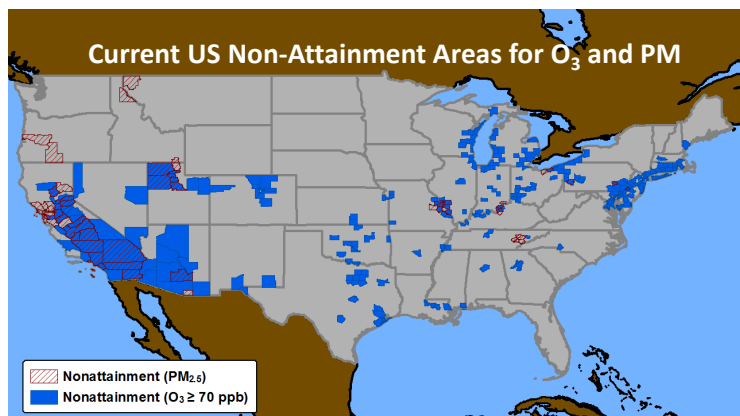 Current US Non-Attainment Areas for O₃ and PM
Nonattainment (PM₂.₅)
Nonattainment (O₃ ≥ 70 ppb)